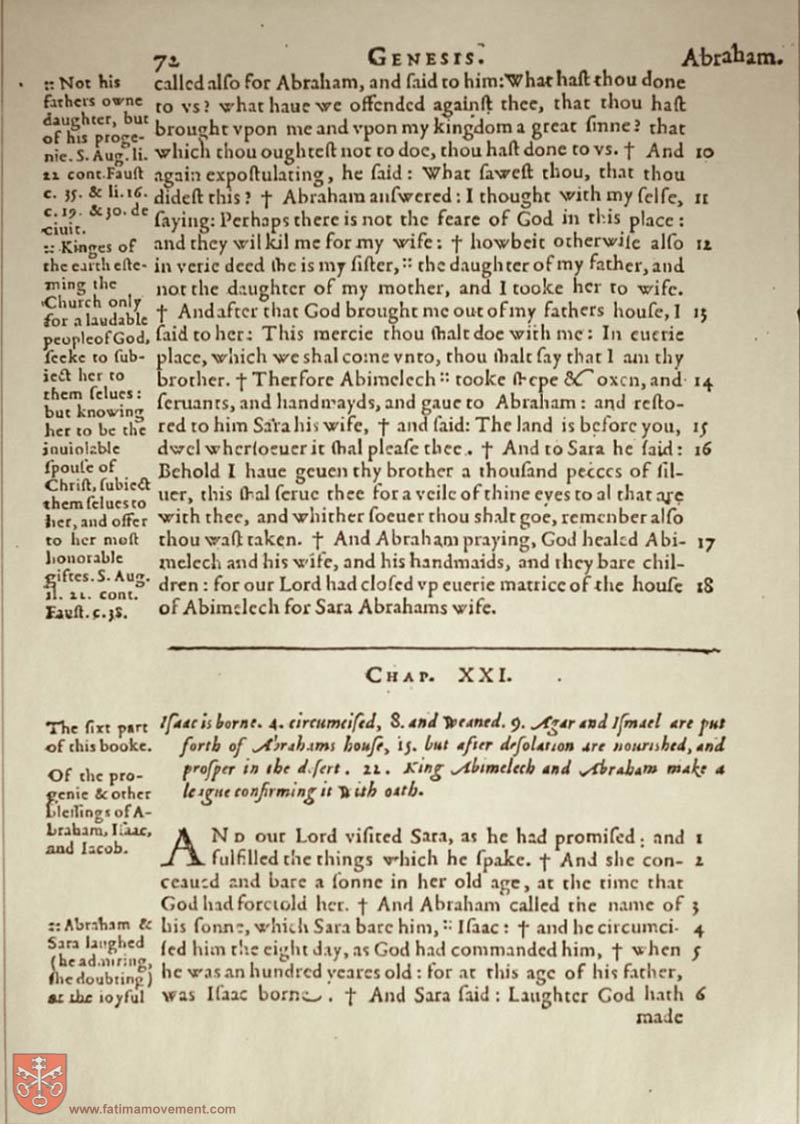 72 GENESIS. Abraham.
:: Not his
fathers owne
daughter, but
of his proge-
nie. S. Aug. li.
22 cont. Fauſt
c. 35. & li. 16.
c. 19. & 30. de
ciuit.
:: Kinges of
the earth eſte-
ming the
Church only
for a laudable
people of God,
ſeeke to ſub-
iect her to
them ſelues:
but knowing
her to be the
inuiolable
ſpouſe of
Chriſt, ſubiect
them ſelues to
her, and offer
to her moſt
honorable
giftes. S. Aug.
li. 22. cont.
Fauſt. c. 38.
called alſo for Abraham, and ſaid to him: What haſt thou done
to vs? what haue we offended againſt thee, that thou haſt
brought vpon me and vpon my kingdom a great ſinne? that
which thou oughteſt not to doe, thou haſt done to vs. † And 10
again expoſtulating, he ſaid: What ſaweſt thou, that thou
dideſt this? † Abraham anſwered: I thought with my ſelfe, 11
ſaying: Perhaps there is not the feare of God in this place:
and they wil kil me for my wife: † howbeit otherwiſe alſo 12
in verie deed ſhe is my ſiſter, :: the daughter of my father, and
not the daughter of my mother, and I tooke her to wife.
† And after that God brought me out of my fathers houſe, I 13
ſaid to her: This mercie thou ſhalt doe with me: In euerie
place, which we ſhal come vnto, thou ſhalt ſay that I am thy
brother. † Therfore Abimelech :: tooke ſhepe & oxen, and 14
ſeruants, and handmayds, and gaue to Abraham: and reſto-
red to him Sara his wife, † and ſaid: The land is before you, 15
dwel wherſoeuer it ſhal pleaſe thee. † And to Sara he ſaid: 16
Behold I haue geuen thy brother a thouſand peeces of ſil-
uer, this ſhal ſerue thee for a veile of thine eyes to al that are
with thee, and whither ſoeuer thou ſhalt goe, remenber alſo
thou waſt taken. † And Abraham praying, God healed Abi- 17
melech and his wife, and his handmaids, and they bare chil-
dren: for our Lord had cloſed vp euerie matrice of the houſe 18
of Abimelech for Sara Abrahams wife.
CHAP. XXI.
The ſixt part
of this booke.
Of the pro-
genie & other
bleſſings of A-
braham, Iſaac,
and Iacob.
Iſaac is borne. 4. circumciſed, 8. and weaned. 9. Agar and Iſmael are put
forth of Abrahams houſe, 15. but after deſolation are nouriſhed, and
proſper in the deſert. 22. King Abimelech and Abraham make a
league confirming it with oath.
AND our Lord viſited Sara, as he had promiſed: and 1
fulfilled the things which he ſpake. † And she con- 2
ceaued and bare a ſonne in her old age, at the time that
God had foretold her. † And Abraham called the name of 3
his ſonne, which Sara bare him, :: Iſaac: † and he circumci- 4
ſed him the eight day, as God had commanded him, † when 5
he was an hundred yeares old: for at this age of his father,
was Iſaac borne. † And Sara ſaid: Laughter God hath 6
made
:: Abraham &
Sara laughed
(he admiring,
ſhe doubting)
at the ioyful
www.fatimamovement.com